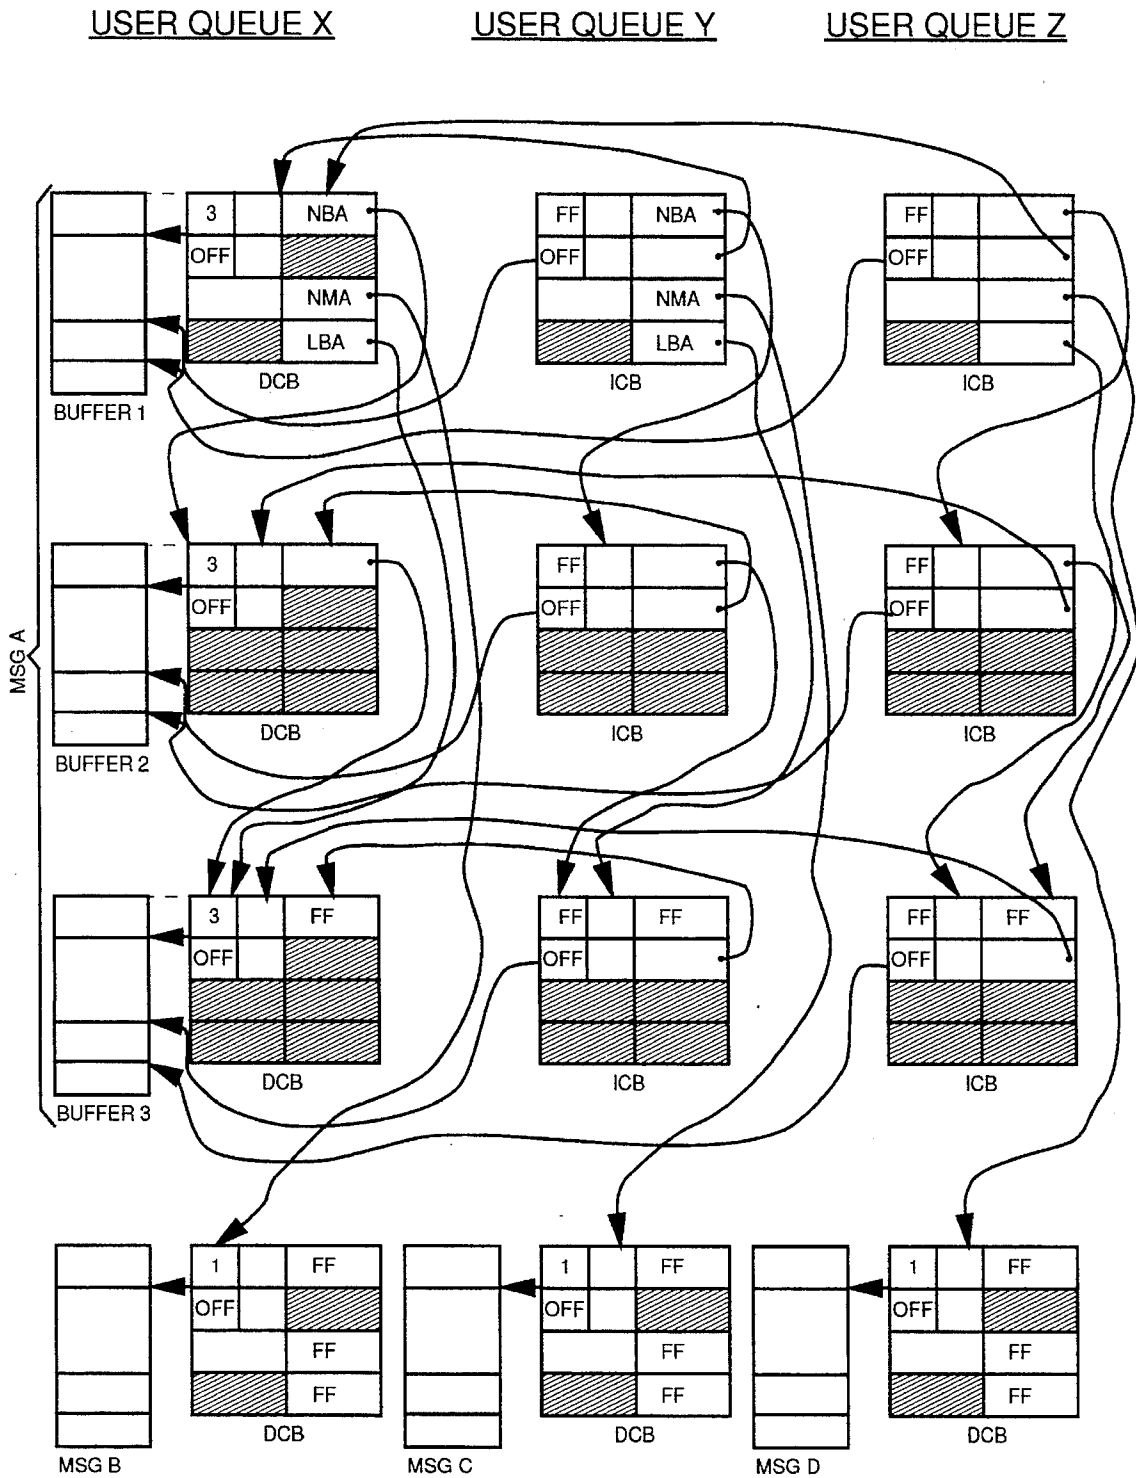 USER QUEUE X USER QUEUE Y USER QUEUE Z
3 NBA FF NBA FF
OFF OFF OFF
NMA NMA
LBA LBA
DCB ICB ICB
BUFFER 1
MSG A
3 FF FF
OFF OFF OFF
DCB ICB ICB
BUFFER 2
3 FF FF FF FF FF
OFF OFF OFF
DCB ICB ICB
BUFFER 3
1 FF 1 FF 1 FF
OFF OFF OFF
FF FF FF
FF FF FF
DCB DCB DCB
MSG B MSG C MSG D